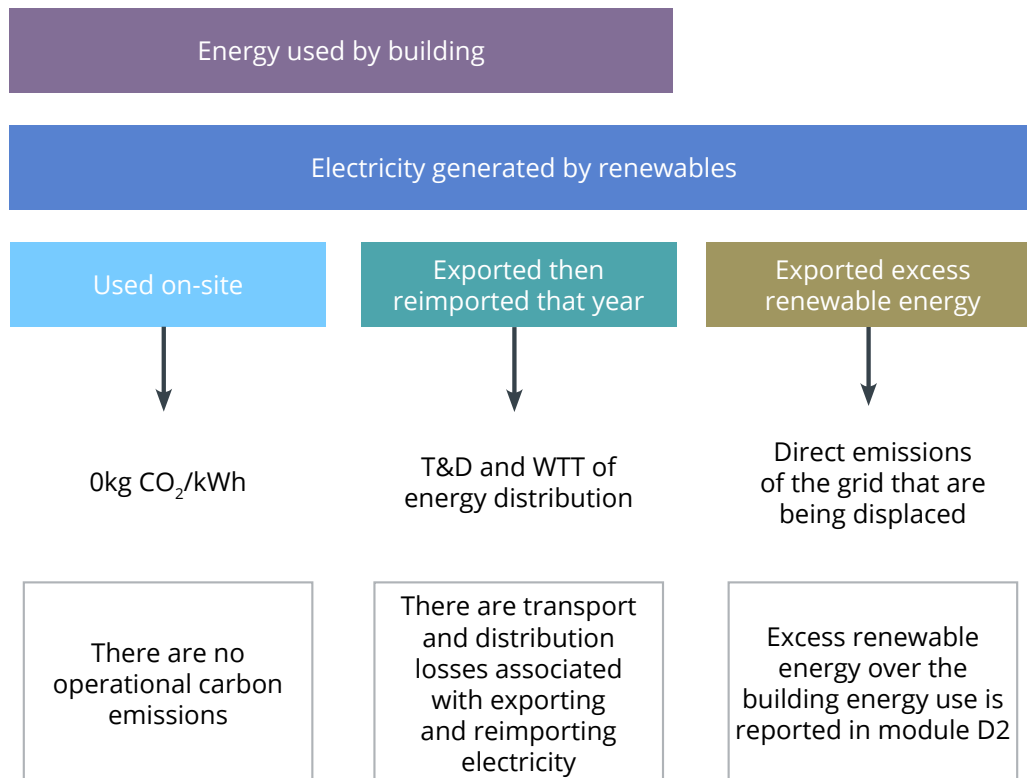 Energy used by building
Electricity generated by renewables
Used on-site
Exported then
reimported that year
Exported excess
renewable energy
0kg CO₂/kWh
T&D and WTT of
energy distribution
Direct emissions
of the grid that are
being displaced
There are no
operational carbon
emissions
There are transport
and distribution
losses associated
with exporting
and reimporting
electricity
Excess renewable
energy over the
building energy use is
reported in module D2